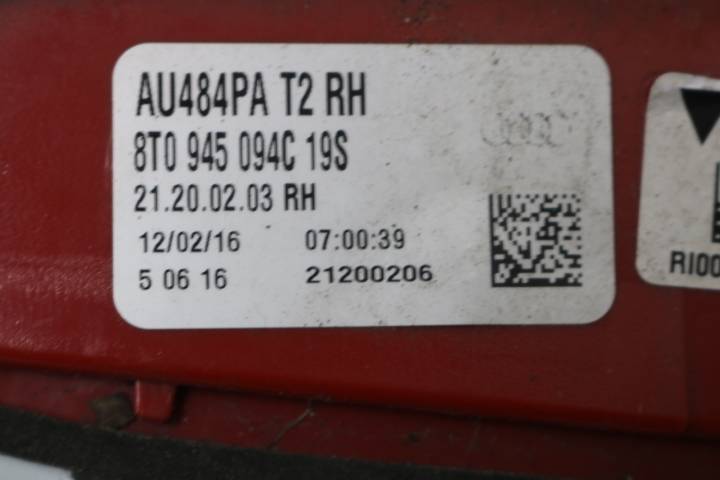 AU484PA T2 RH
8T0 945 094C 19S
21.20.02.03 RH
12/02/16 07:00:39
5 06 16 21200206
RI00